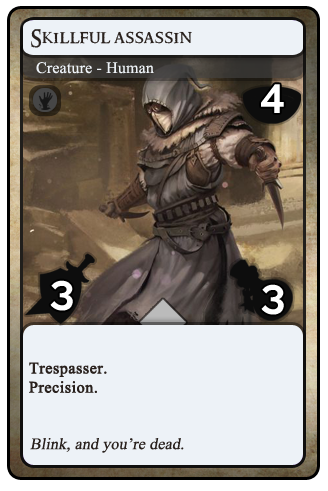 Skillful assassin
Creature - Human
4
3
3
Trespasser.
Precision.
Blink, and you're dead.